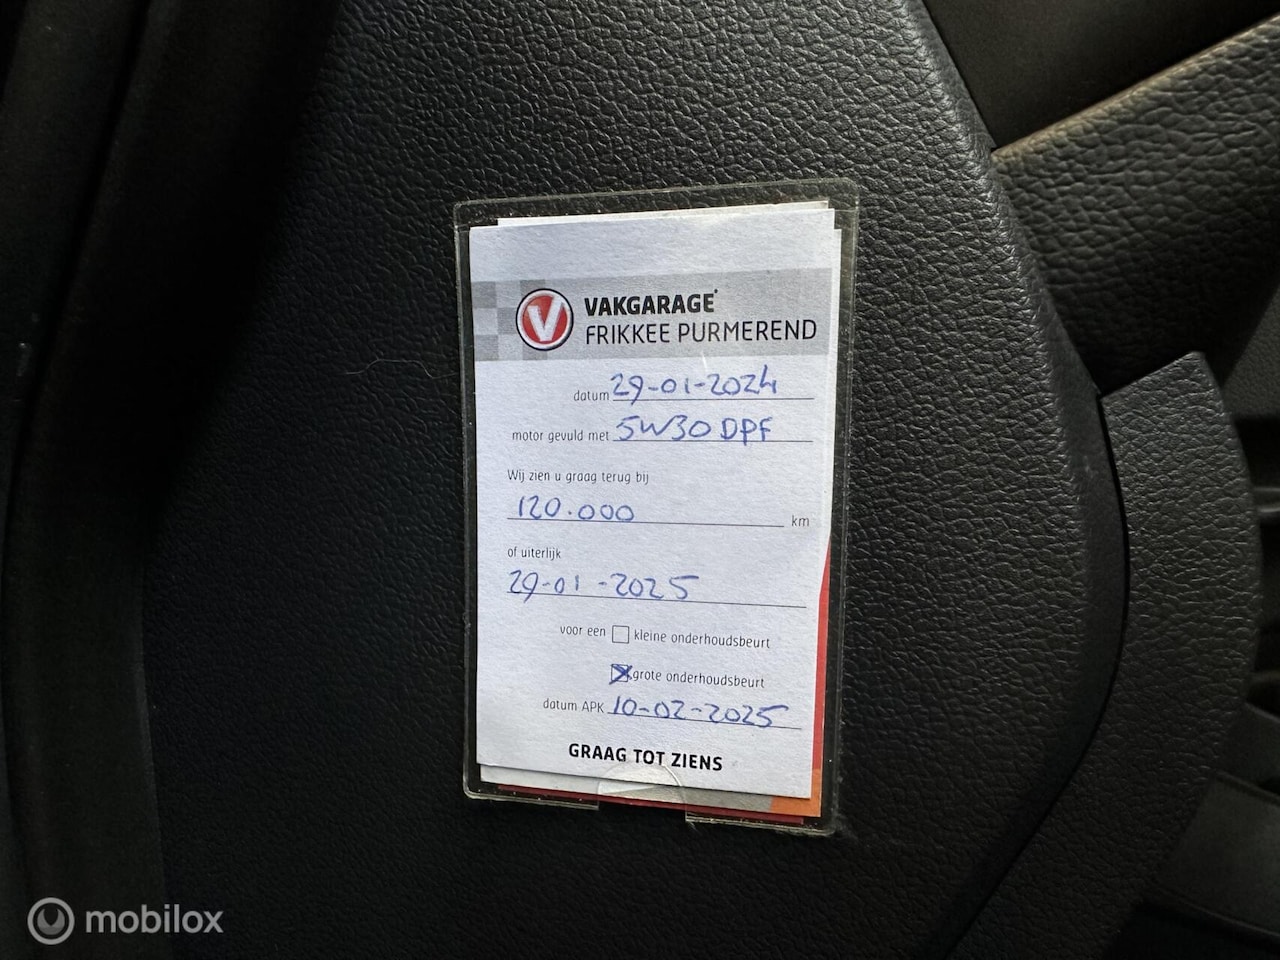 VAKGARAGE
FRIKKEE PURMEREND
datum 29-01-2024
motor gevuld met 5W30 DPF
Wij zien u graag terug bij
120.000 km
of uiterlijk
29-01-2025
voor een kleine onderhoudsbeurt
grote onderhoudsbeurt
datum APK 10-02-2025
GRAAG TOT ZIENS
mobilox